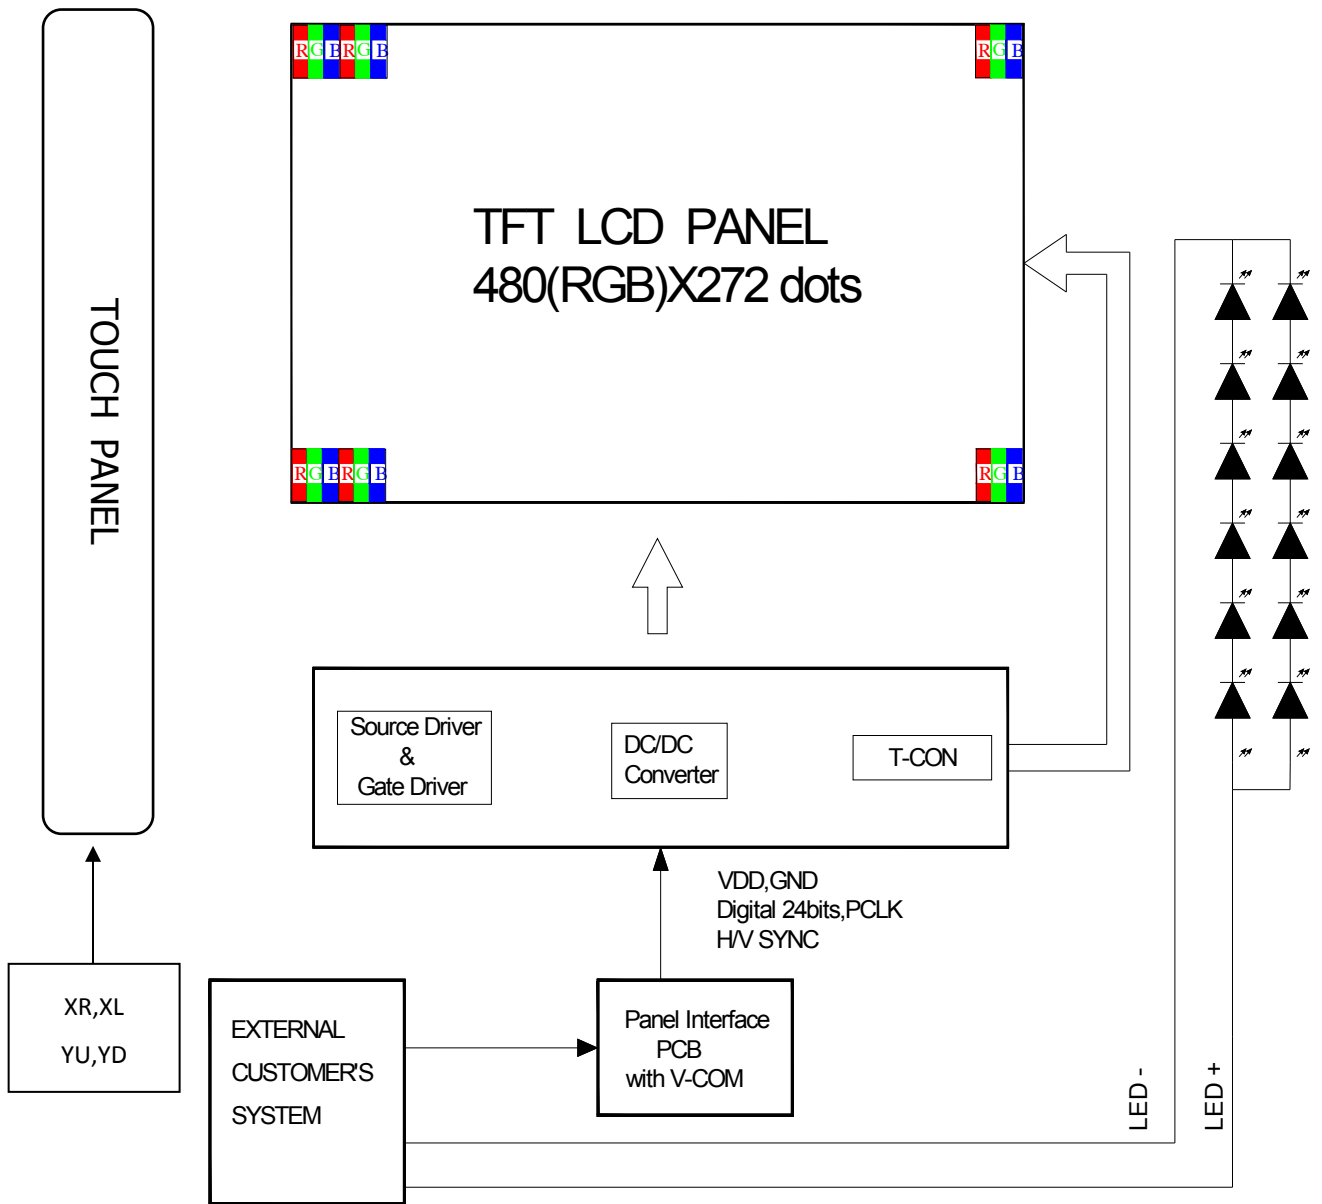 RGBRGB
RGB
TFT LCD PANEL
480(RGB)X272 dots
TOUCH PANEL
RGBRGB
RGB
Source Driver
&
Gate Driver
DC/DC
Converter
T-CON
VDD,GND
Digital 24bits,PCLK
H/V SYNC
XR,XL
YU,YD
EXTERNAL
CUSTOMER'S
SYSTEM
Panel Interface
PCB
with V-COM
LED -
LED +